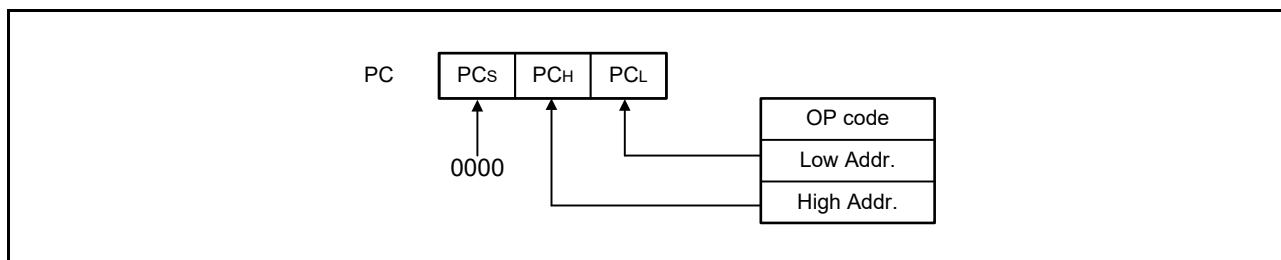 PC PCS PCH PCL
OP code
Low Addr.
0000
High Addr.